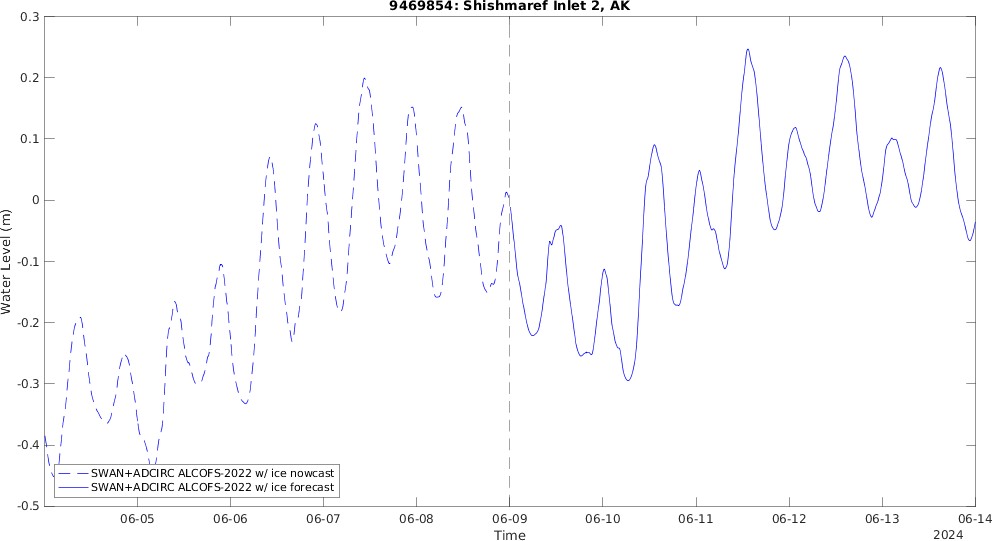 9469854: Shishmaref Inlet 2, AK
0.3
0.2
0.1
0
-0.1
-0.2
-0.3
-0.4
-0.5
Water Level (m)
SWAN+ADCIRC ALCOFS-2022 w/ ice nowcast
SWAN+ADCIRC ALCOFS-2022 w/ ice forecast
06-05 06-06 06-07 06-08 06-09 06-10 06-11 06-12 06-13 06-14
Time
2024